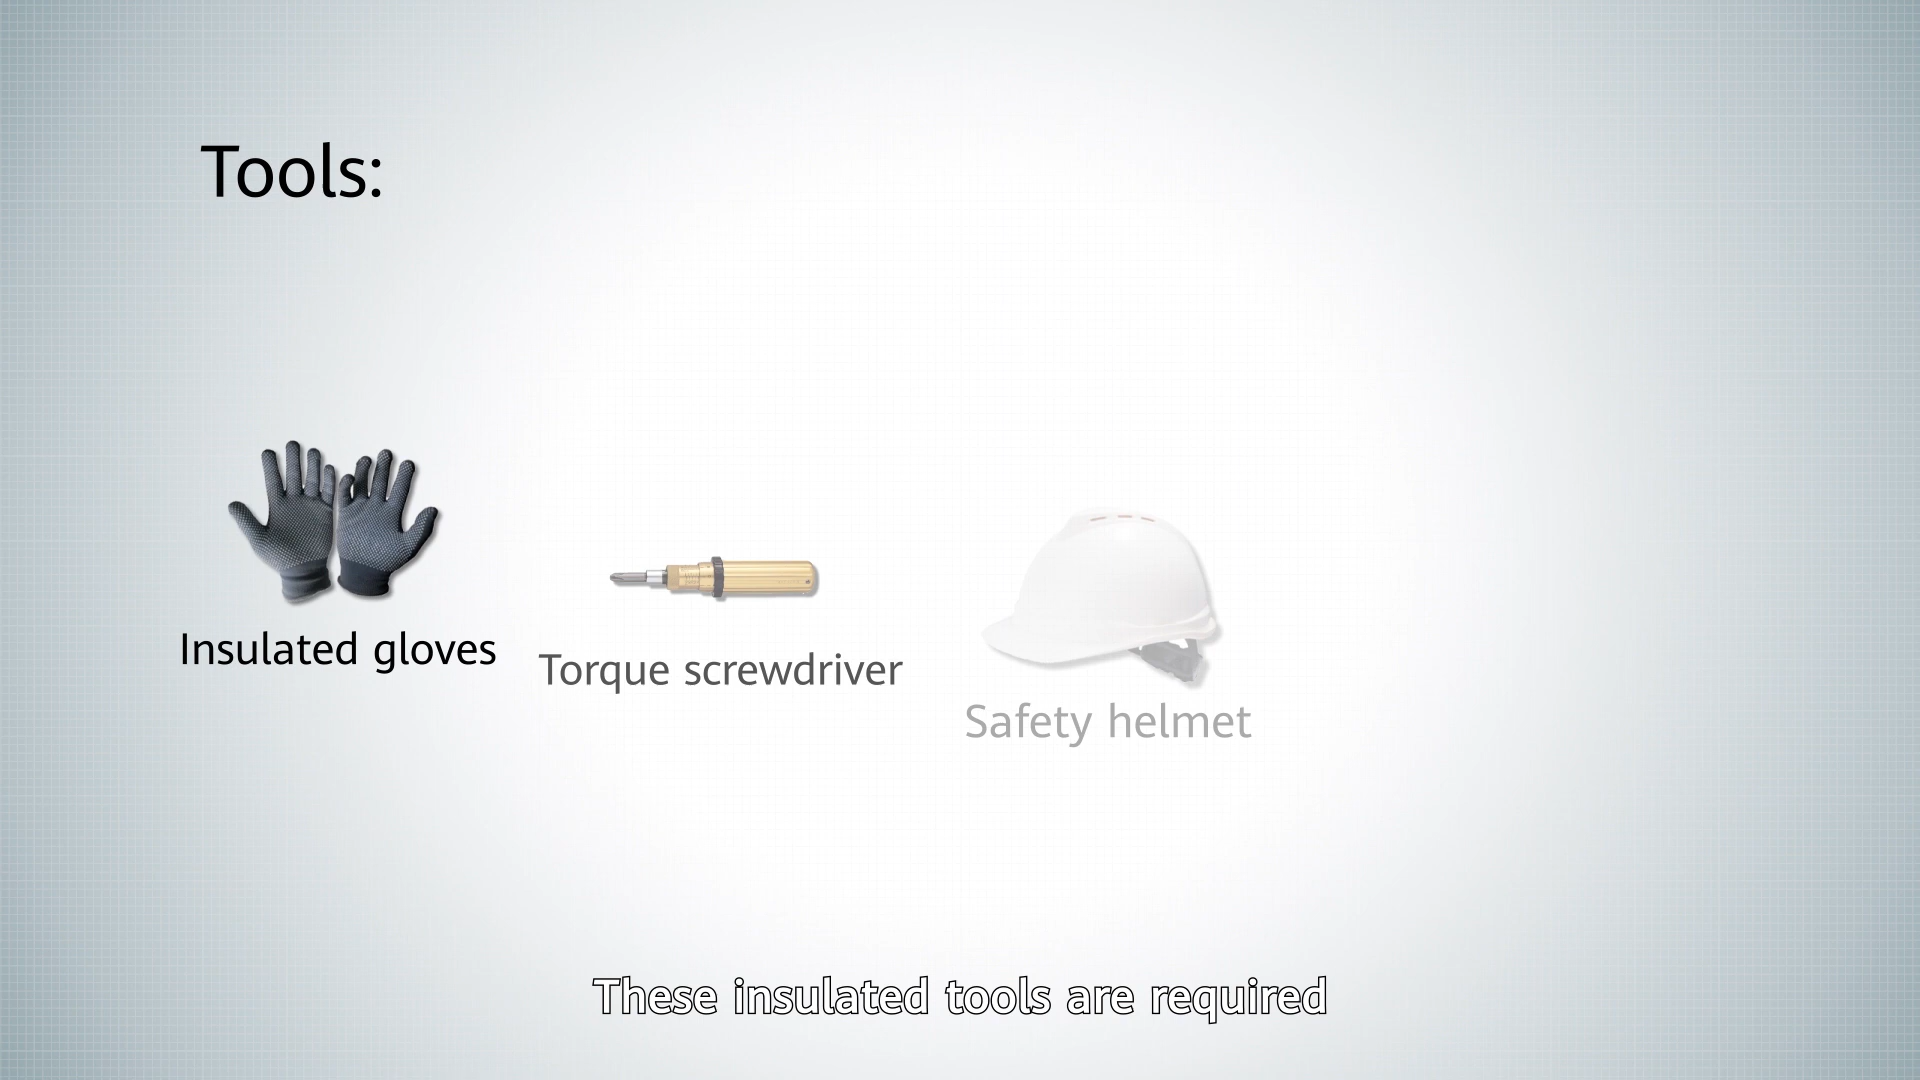 Tools:
Insulated gloves
Torque screwdriver
Safety helmet
These insulated tools are required